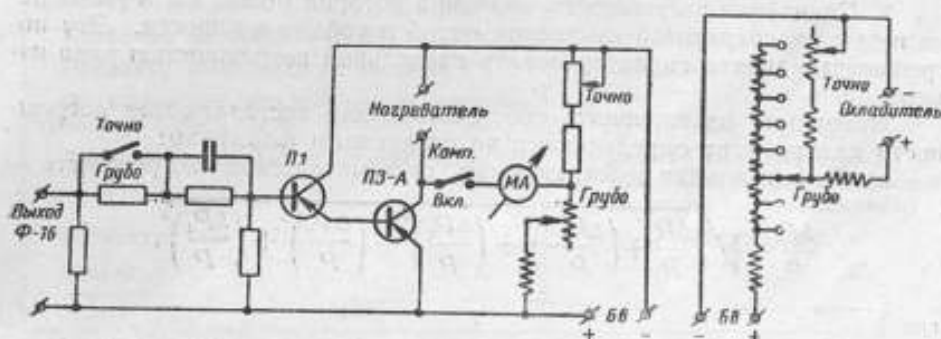 Точно
Грубо
Выход
Ф-16
П1
П3-А
Нагреватель
Комп.
Вкл.
МА
Точно
Грубо
+
Б6
-
Точно
Грубо
Охладитель
-
+
-
Б8
+